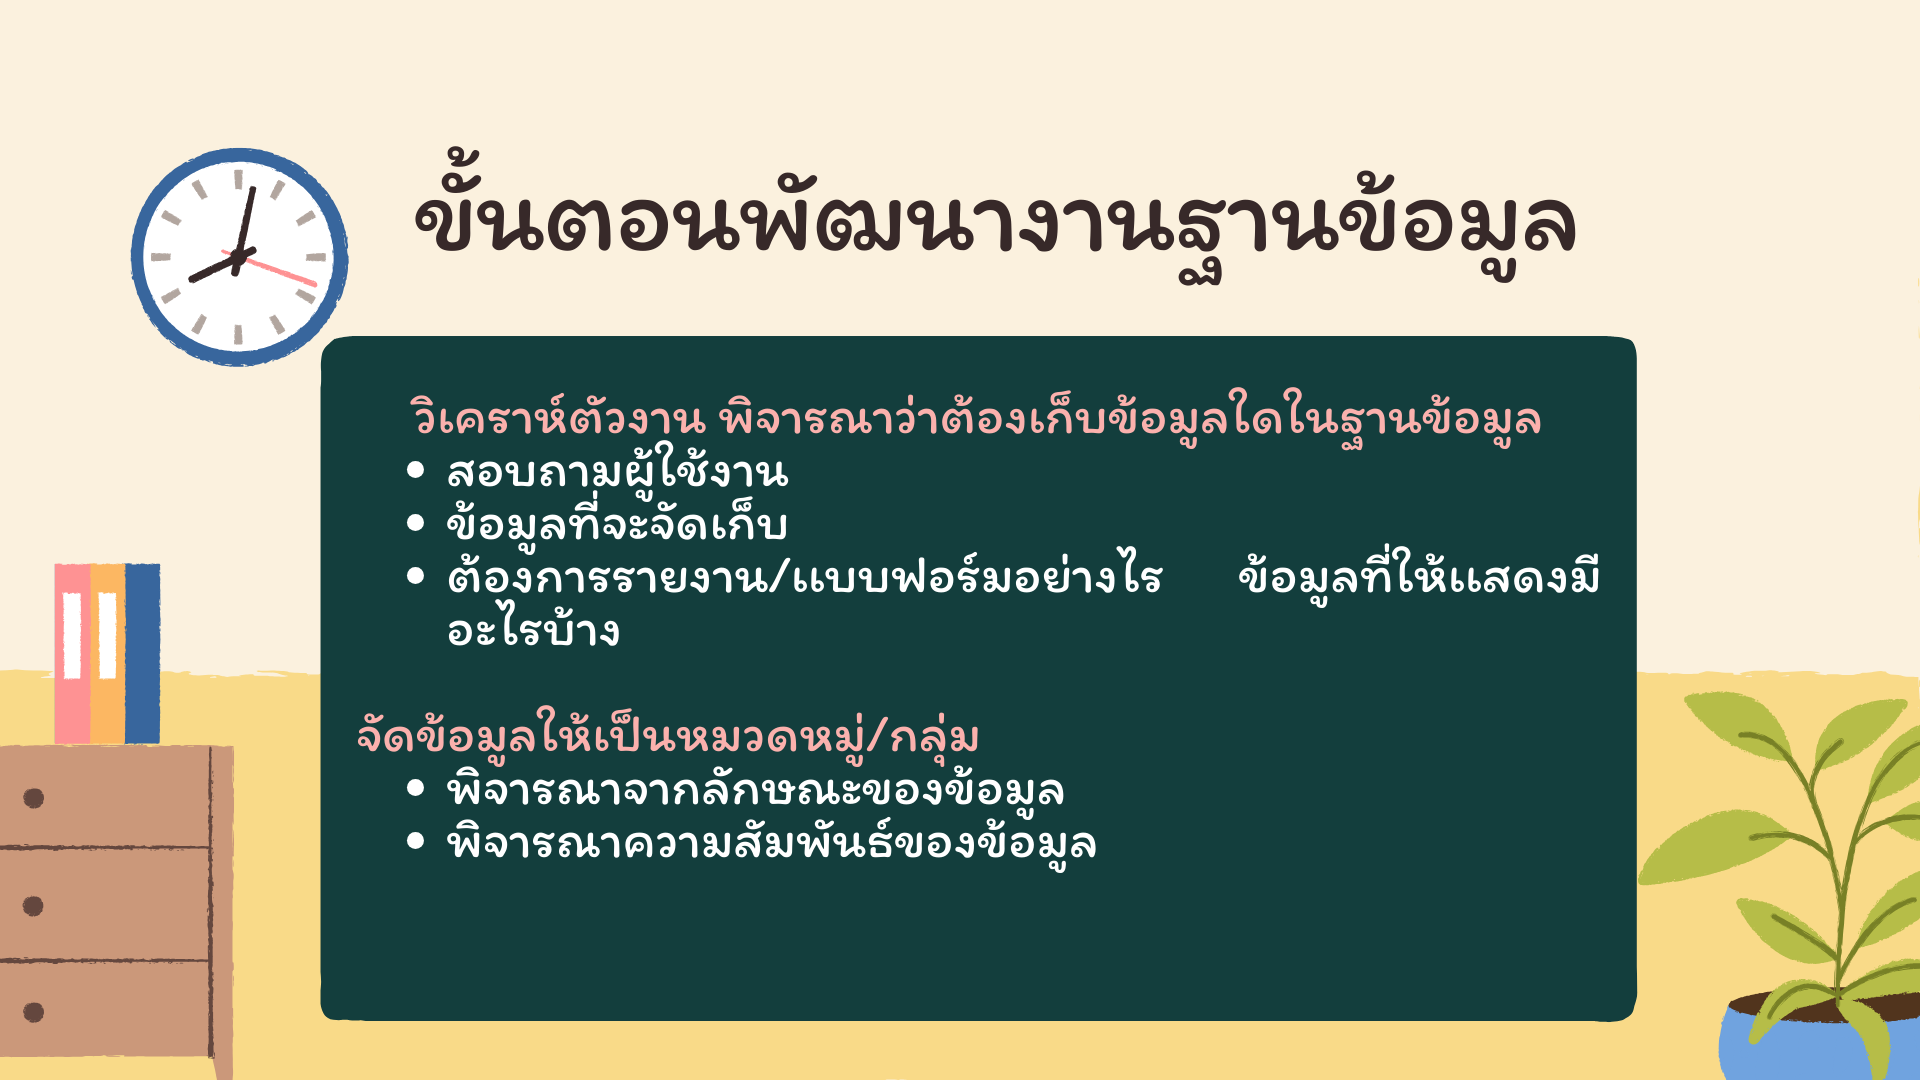 ขั้นตอนพัฒนางานฐานข้อมูล
วิเคราห์ตัวงาน พิจารณาว่าต้องเก็บข้อมูลใดในฐานข้อมูล
• สอบถามผู้ใช้งาน
• ข้อมูลที่จะจัดเก็บ
• ต้องการรายงาน/แบบฟอร์มอย่างไร ข้อมูลที่ให้แสดงมี
อะไรบ้าง
จัดข้อมูลให้เป็นหมวดหมู่/กลุ่ม
• พิจารณาจากลักษณะของข้อมูล
• พิจารณาความสัมพันธ์ของข้อมูล